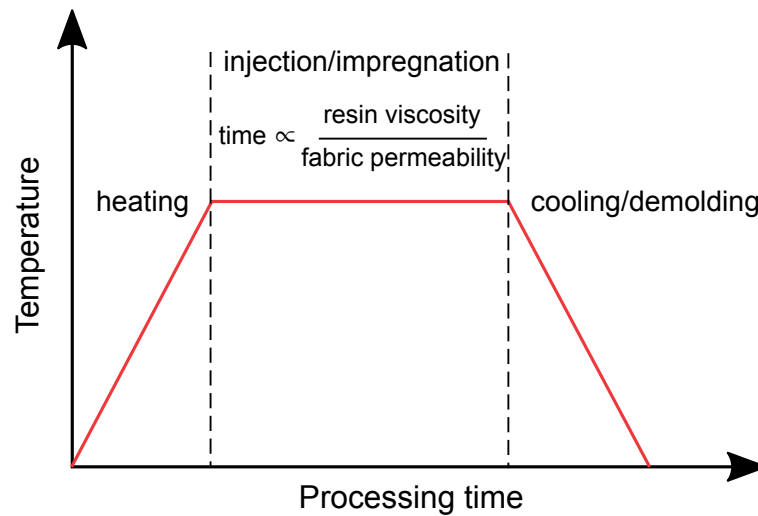 injection/impregnation
time ∝ resin viscosity
fabric permeability
heating
cooling/demolding
Temperature
Processing time